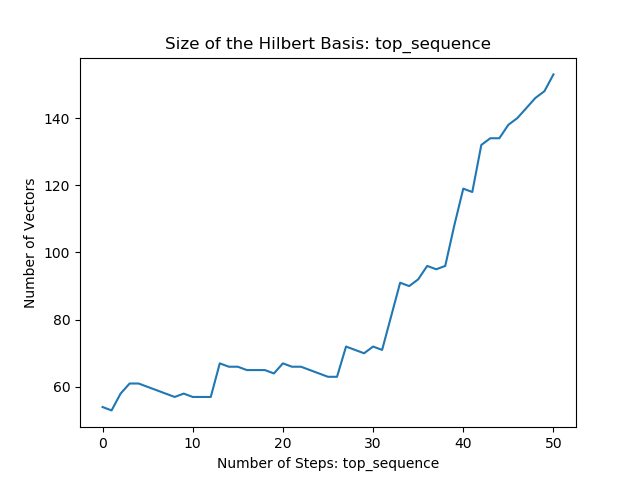 Size of the Hilbert Basis: top_sequence
Number of Vectors
140
120
100
80
60
0 10 20 30 40 50
Number of Steps: top_sequence